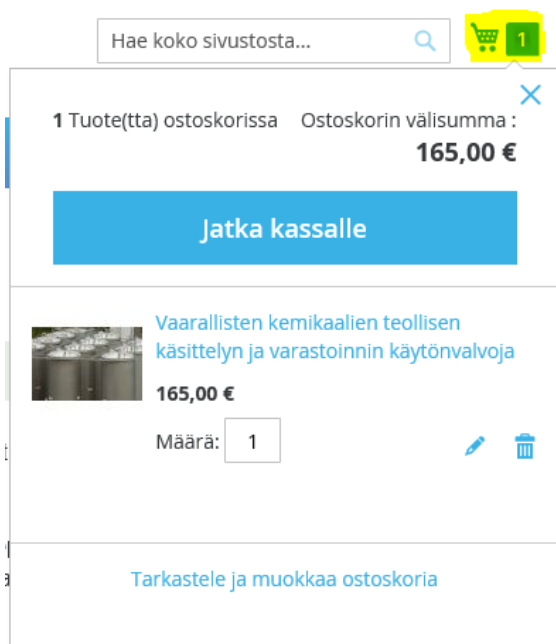 Hae koko sivustosta...
1
1 Tuote(tta) ostoskorissa Ostoskorin välisumma :
165,00 €
Jatka kassalle
Vaarallisten kemikaalien teollisen
käsittelyn ja varastoinnin käytönvalvoja
165,00 €
Määrä: 1
Tarkastele ja muokkaa ostoskoria